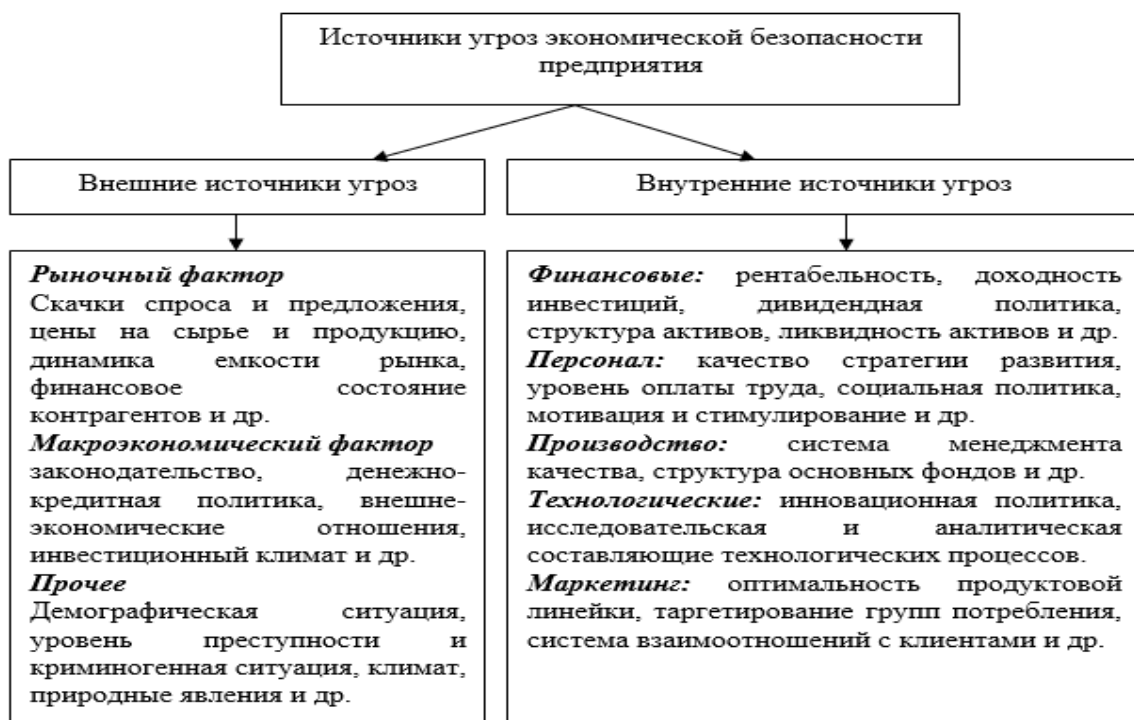 Источники угроз экономической безопасности
предприятия
Внешние источники угроз
Внутренние источники угроз
Рыночный фактор
Скачки спроса и предложения,
цены на сырье и продукцию,
динамика емкости рынка,
финансовое состояние
контрагентов и др.
Макроэкономический фактор
законодательство, денежно-
кредитная политика, внешне-
экономические отношения,
инвестиционный климат и др.
Прочее
Демографическая ситуация,
уровень преступности и
криминогенная ситуация, климат,
природные явления и др.
Финансовые: рентабельность, доходность
инвестиций, дивидендная политика,
структура активов, ликвидность активов и др.
Персонал: качество стратегии развития,
уровень оплаты труда, социальная политика,
мотивация и стимулирование и др.
Производство: система менеджмента
качества, структура основных фондов и др.
Технологические: инновационная политика,
исследовательская и аналитическая
составляющие технологических процессов.
Маркетинг: оптимальность продуктовой
линейки, таргетирование групп потребления,
система взаимоотношений с клиентами и др.